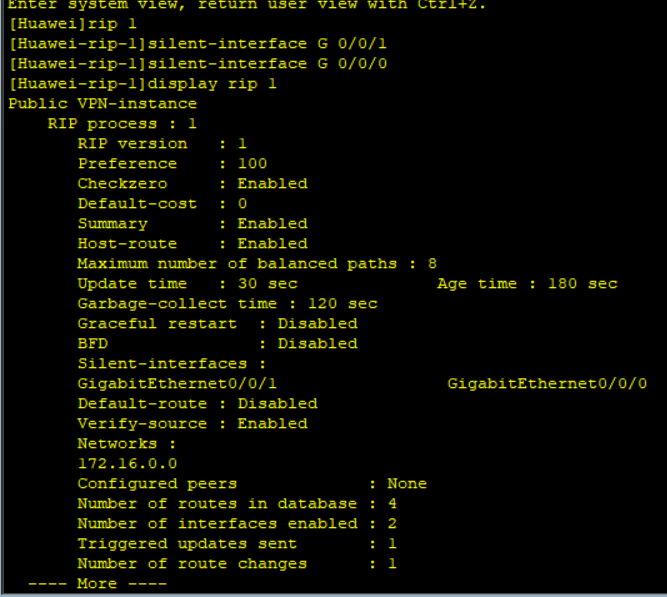 Enter system view, return user view with Ctrl+Z.
[Huawei]rip 1
[Huawei-rip-1]silent-interface G 0/0/1
[Huawei-rip-1]silent-interface G 0/0/0
[Huawei-rip-1]display rip 1
Public VPN-instance
RIP process : 1
RIP version : 1
Preference : 100
Checkzero : Enabled
Default-cost : 0
Summary : Enabled
Host-route : Enabled
Maximum number of balanced paths : 8
Update time : 30 sec Age time : 180 sec
Garbage-collect time : 120 sec
Graceful restart : Disabled
BFD : Disabled
Silent-interfaces :
GigabitEthernet0/0/1 GigabitEthernet0/0/0
Default-route : Disabled
Verify-source : Enabled
Networks :
172.16.0.0
Configured peers : None
Number of routes in database : 4
Number of interfaces enabled : 2
Triggered updates sent : 1
Number of route changes : 1
---- More ----